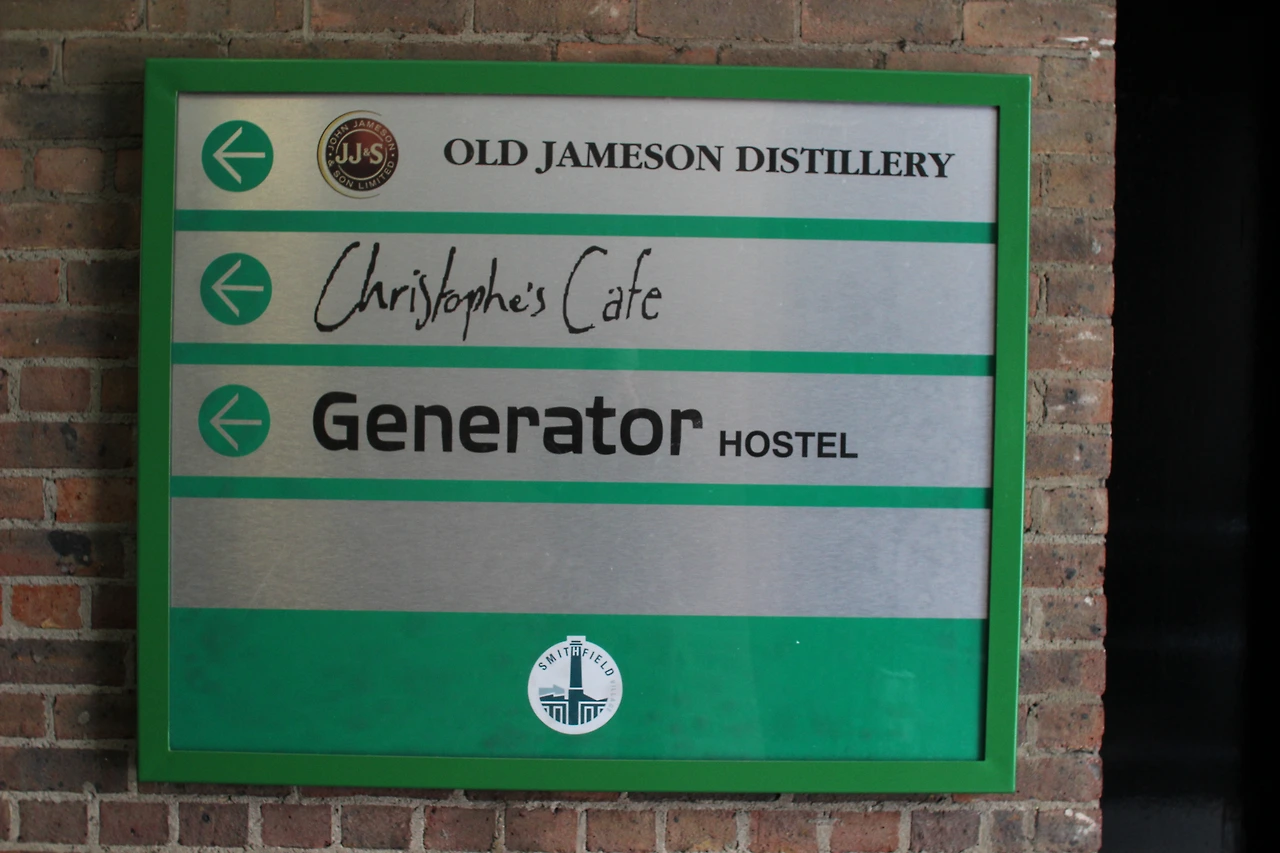 JOHN JAMESON
JJ&S
& SON LIMITED
OLD JAMESON DISTILLERY
Christophe's Cafe
Generator HOSTEL
SMITHFIELD